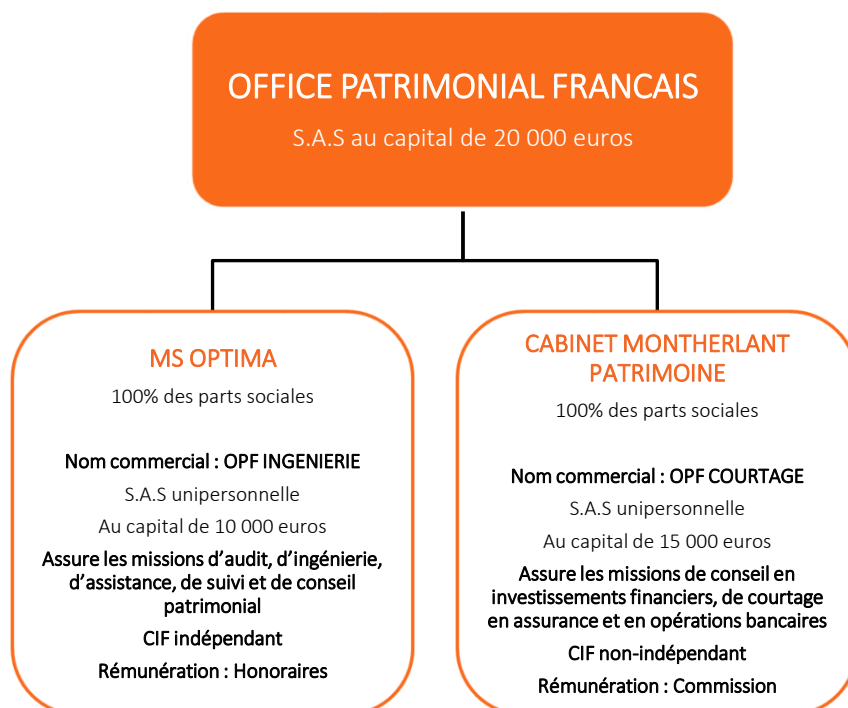 OFFICE PATRIMONIAL FRANCAIS
S.A.S au capital de 20 000 euros
MS OPTIMA
100% des parts sociales
Nom commercial : OPF INGENIERIE
S.A.S unipersonnelle
Au capital de 10 000 euros
Assure les missions d’audit, d’ingénierie,
d’assistance, de suivi et de conseil
patrimonial
CIF indépendant
Rémunération : Honoraires
CABINET MONTHERLANT
PATRIMOINE
100% des parts sociales
Nom commercial : OPF COURTAGE
S.A.S unipersonnelle
Au capital de 15 000 euros
Assure les missions de conseil en
investissements financiers, de courtage
en assurance et en opérations bancaires
CIF non-indépendant
Rémunération : Commission